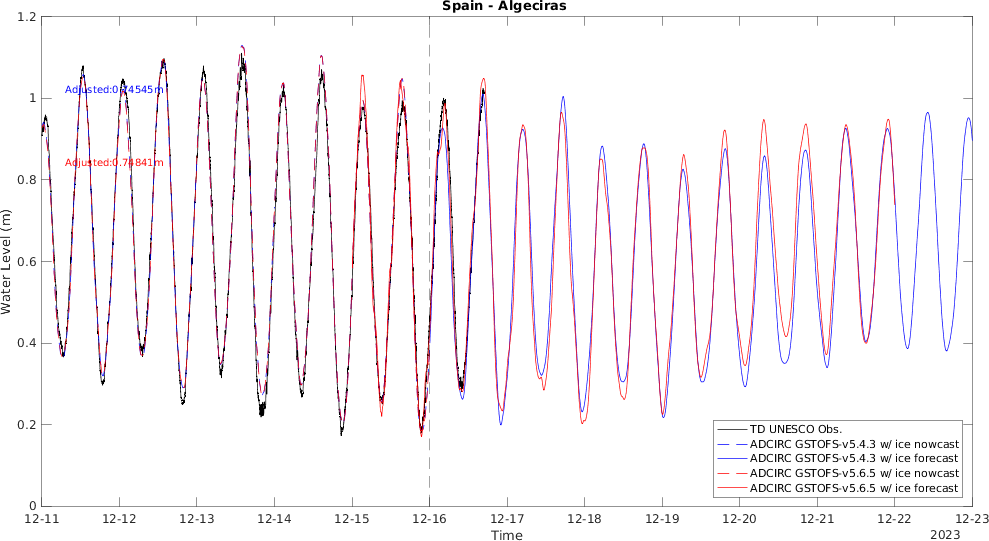 Spain - Algeciras
1.2
1
0.8
0.6
0.4
0.2
0
Water Level (m)
Adjusted:0.74545m
Adjusted:0.74841m
TD UNESCO Obs.
ADCIRC GSTOFS-v5.4.3 w/ ice nowcast
ADCIRC GSTOFS-v5.4.3 w/ ice forecast
ADCIRC GSTOFS-v5.6.5 w/ ice nowcast
ADCIRC GSTOFS-v5.6.5 w/ ice forecast
12-11 12-12 12-13 12-14 12-15 12-16 12-17 12-18 12-19 12-20 12-21 12-22 12-23
Time
2023